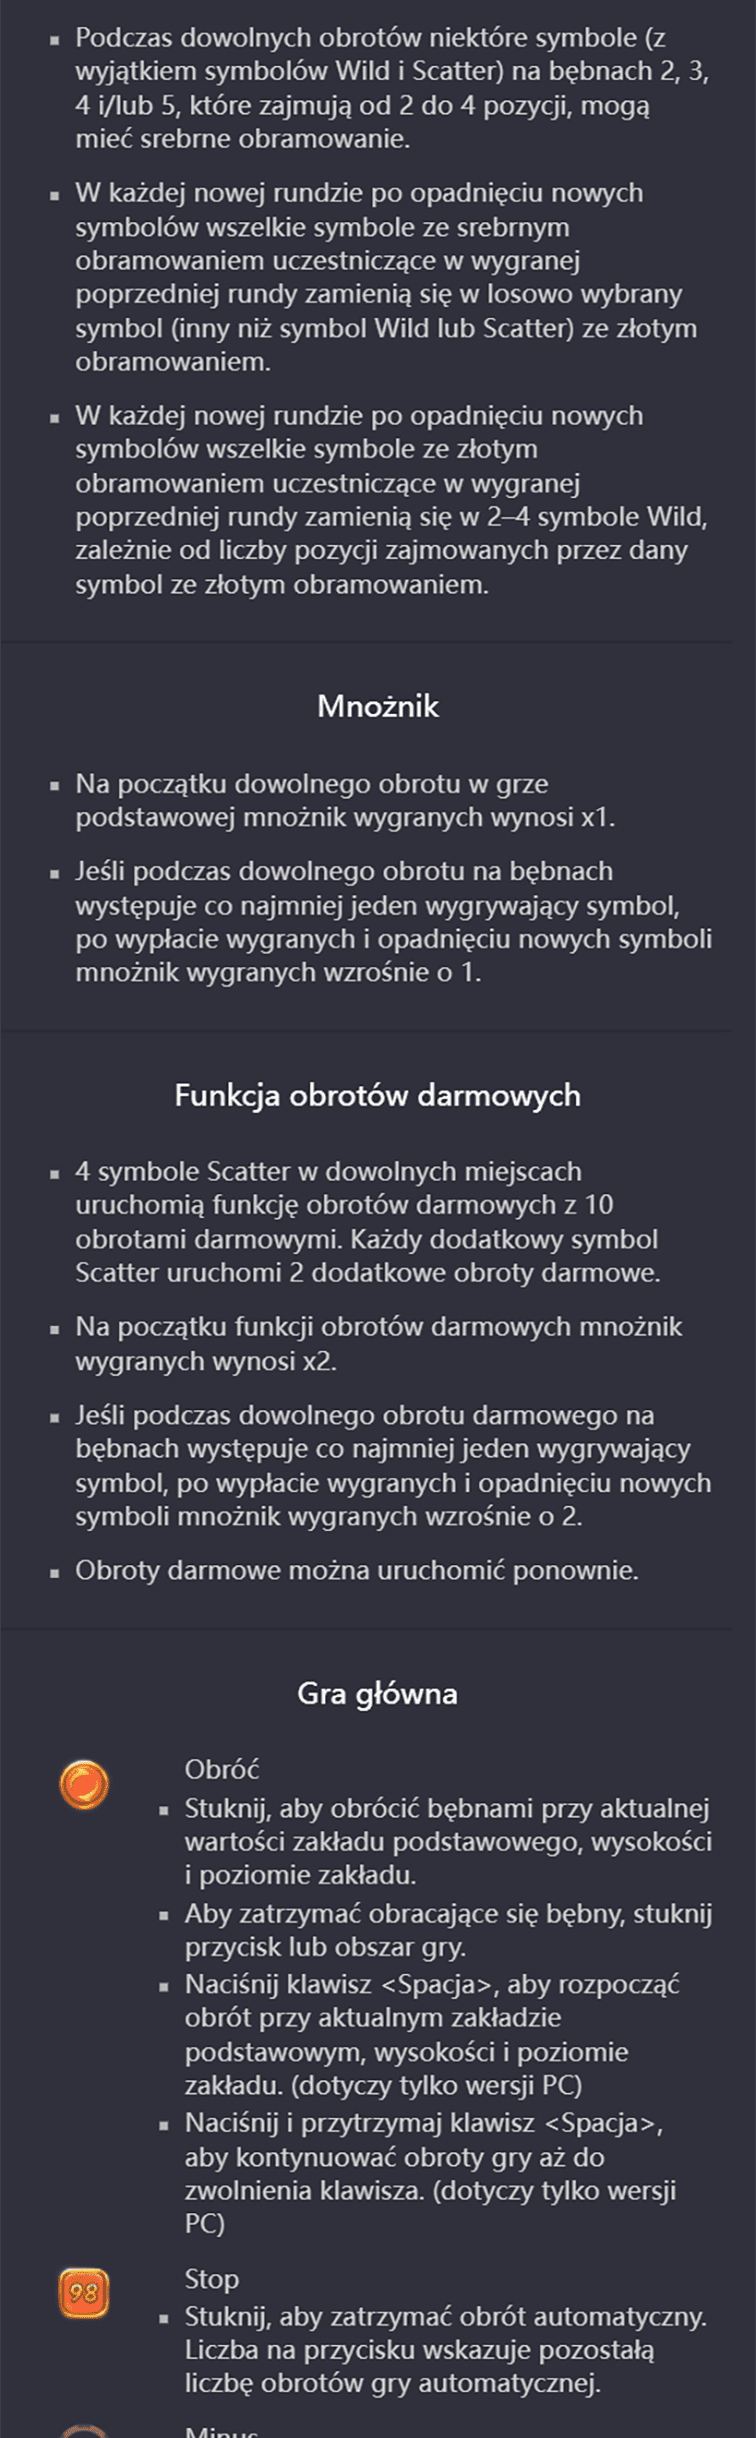 Podczas dowolnych obrotów niektóre symbole (z
wyjątkiem symbolów Wild i Scatter) na bębnach 2, 3,
4 i/lub 5, które zajmują od 2 do 4 pozycji, mogą
mieć srebrne obramowanie.
W każdej nowej rundzie po opadnięciu nowych
symbolów wszelkie symbole ze srebrnym
obramowaniem uczestniczące w wygranej
poprzedniej rundy zamienią się w losowo wybrany
symbol (inny niż symbol Wild lub Scatter) ze złotym
obramowaniem.
W każdej nowej rundzie po opadnięciu nowych
symbolów wszelkie symbole ze złotym
obramowaniem uczestniczące w wygranej
poprzedniej rundy zamienią się w 2–4 symbole Wild,
zależnie od liczby pozycji zajmowanych przez dany
symbol ze złotym obramowaniem.
Mnożnik
Na początku dowolnego obrotu w grze
podstawowej mnożnik wygranych wynosi x1.
Jeśli podczas dowolnego obrotu na bębnach
występuje co najmniej jeden wygrywający symbol,
po wypłacie wygranych i opadnięciu nowych symboli
mnożnik wygranych wzrośnie o 1.
Funkcja obrotów darmowych
4 symbole Scatter w dowolnych miejscach
uruchomią funkcję obrotów darmowych z 10
obrotami darmowymi. Każdy dodatkowy symbol
Scatter uruchomi 2 dodatkowe obroty darmowe.
Na początku funkcji obrotów darmowych mnożnik
wygranych wynosi x2.
Jeśli podczas dowolnego obrotu darmowego na
bębnach występuje co najmniej jeden wygrywający
symbol, po wypłacie wygranych i opadnięciu nowych
symboli mnożnik wygranych wzrośnie o 2.
Obroty darmowe można uruchomić ponownie.
Gra główna
Obróć
Stuknij, aby obrócić bębnami przy aktualnej
wartości zakładu podstawowego, wysokości
i poziomie zakładu.
Aby zatrzymać obracające się bębny, stuknij
przycisk lub obszar gry.
Naciśnij klawisz <Spacja>, aby rozpocząć
obrót przy aktualnym zakładzie
podstawowym, wysokości i poziomie
zakładu. (dotyczy tylko wersji PC)
Naciśnij i przytrzymaj klawisz <Spacja>,
aby kontynuować obroty gry aż do
zwolnienia klawisza. (dotyczy tylko wersji
PC)
98
Stop
Stuknij, aby zatrzymać obrót automatyczny.
Liczba na przycisku wskazuje pozostałą
liczbę obrotów gry automatycznej.
Minus